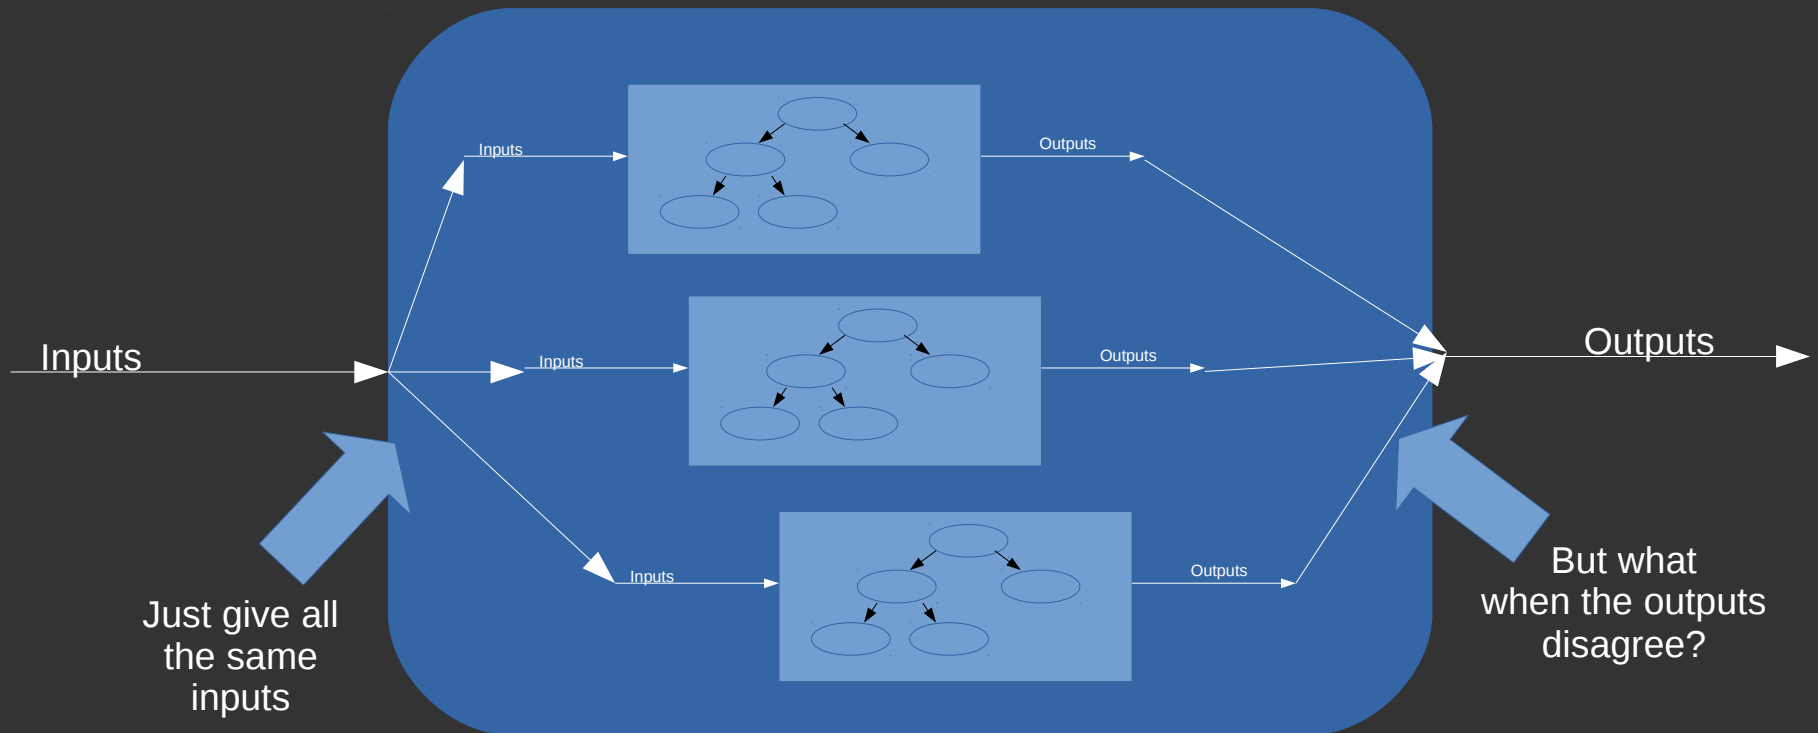 Inputs
Outputs
Inputs
Inputs
Outputs
Outputs
Inputs
Outputs
Just give all
the same
inputs
But what
when the outputs
disagree?